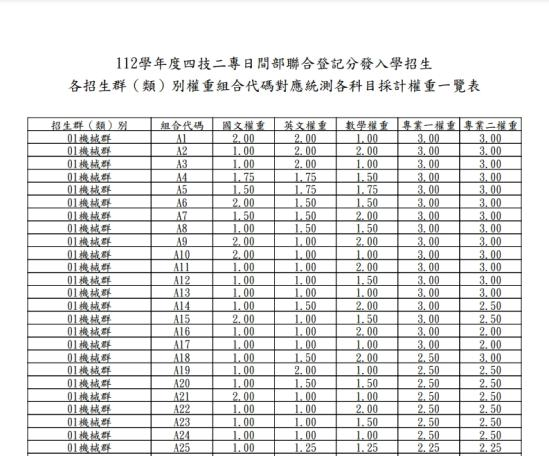 112學年度四技二專日間部聯合登記分發入學招生
各招生群（類）別權重組合代碼對應統測各科目採計權重一覽表
招生群（類）別 組合代碼 國文權重 英文權重 數學權重 專業一權重 專業二權重
01機械群 A1 2.00 2.00 1.00 3.00 3.00
01機械群 A2 1.00 2.00 2.00 3.00 3.00
01機械群 A3 1.00 2.00 1.00 3.00 3.00
01機械群 A4 1.75 1.75 1.50 3.00 3.00
01機械群 A5 1.50 1.75 1.75 3.00 3.00
01機械群 A6 2.00 1.50 1.50 3.00 3.00
01機械群 A7 1.50 1.50 2.00 3.00 3.00
01機械群 A8 1.00 1.50 1.50 3.00 3.00
01機械群 A9 2.00 1.00 2.00 3.00 3.00
01機械群 A10 2.00 1.00 1.00 3.00 3.00
01機械群 A11 1.00 1.00 2.00 3.00 3.00
01機械群 A12 1.00 1.00 1.50 3.00 3.00
01機械群 A13 1.00 1.00 1.00 3.00 3.00
01機械群 A14 1.00 1.50 2.00 3.00 2.50
01機械群 A15 2.00 1.00 1.50 3.00 2.50
01機械群 A16 1.00 1.00 2.00 3.00 2.00
01機械群 A17 1.00 1.00 1.00 3.00 2.00
01機械群 A18 1.00 1.50 2.00 2.50 3.00
01機械群 A19 1.00 2.00 1.00 2.50 2.50
01機械群 A20 1.00 1.50 1.50 2.50 2.50
01機械群 A21 2.00 1.00 1.00 2.50 2.50
01機械群 A22 1.00 1.00 2.00 2.50 2.50
01機械群 A23 1.00 1.00 1.50 2.50 2.50
01機械群 A24 1.00 1.00 1.00 2.50 2.50
01機械群 A25 1.00 1.25 1.25 2.25 2.25